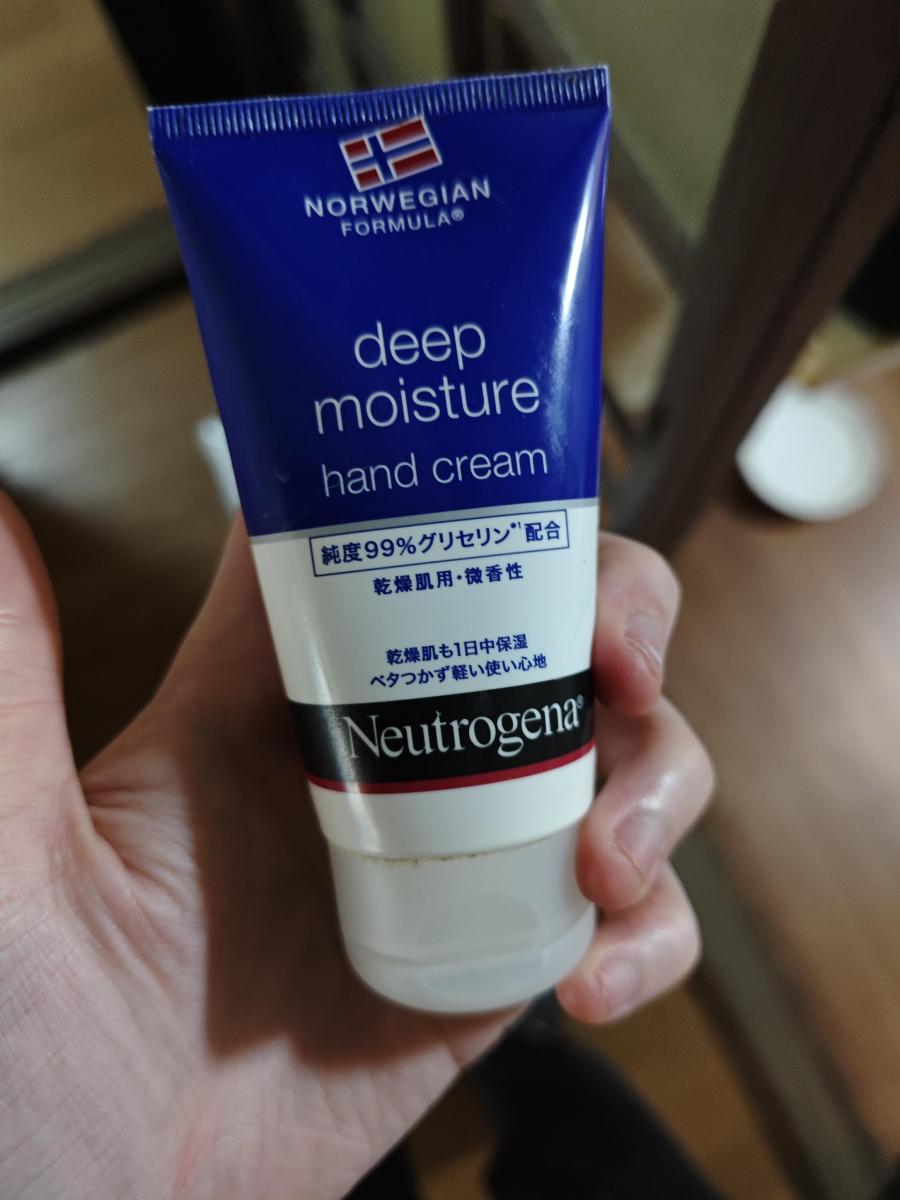 NORWEGIAN
FORMULA®
deep
moisture
hand cream
純度99%グリセリン*1配合
乾燥肌用・微香性
乾燥肌も1日中保湿
ベタつかず軽い使い心地
Neutrogena®